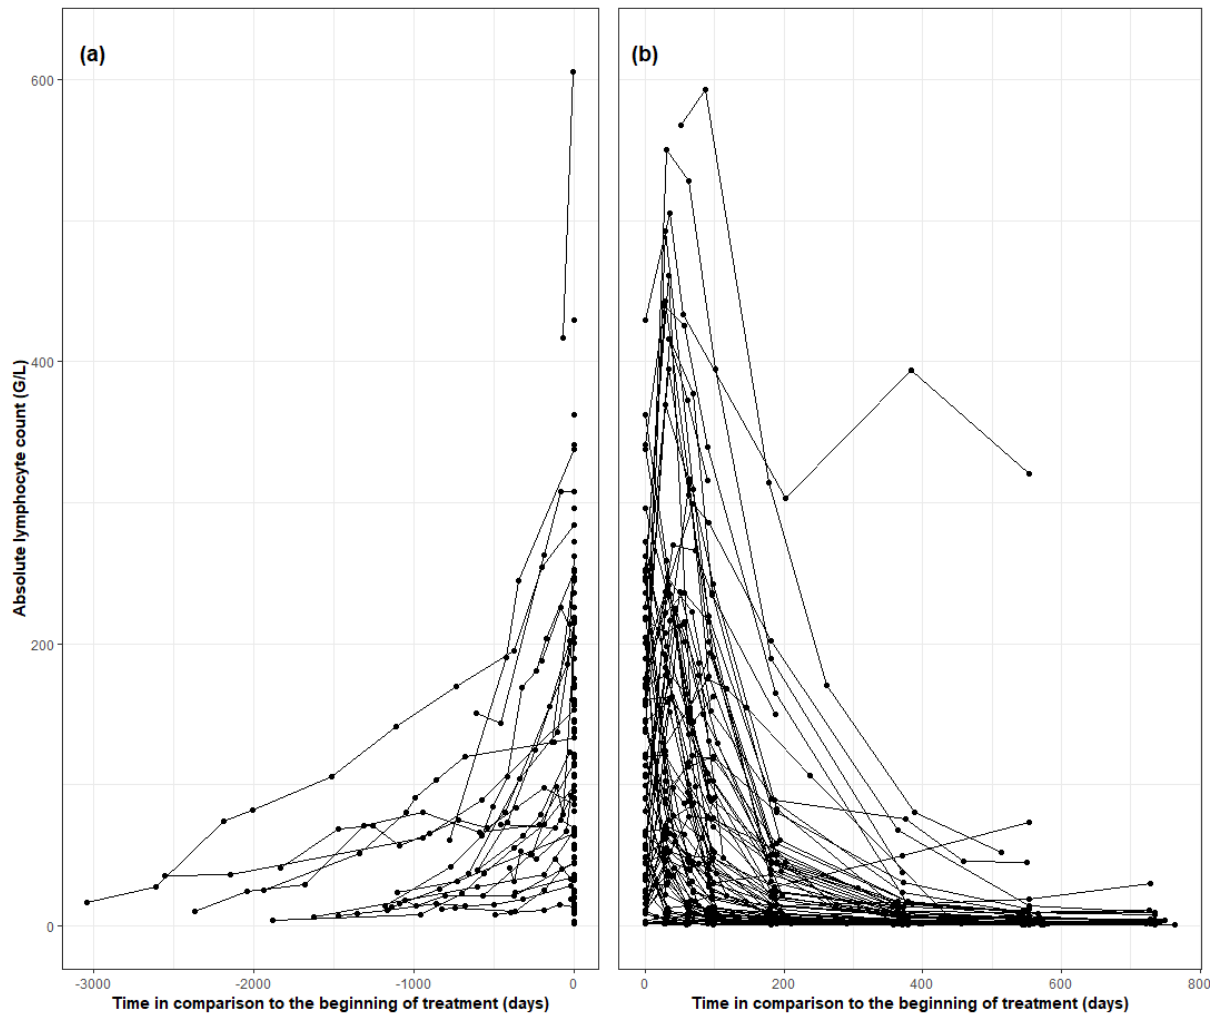 (a)
(b)
Absolute lymphocyte count (G/L)
600
400
200
0
-3000
-2000
-1000
0
0
200
400
600
800
Time in comparison to the beginning of treatment (days)
Time in comparison to the beginning of treatment (days)